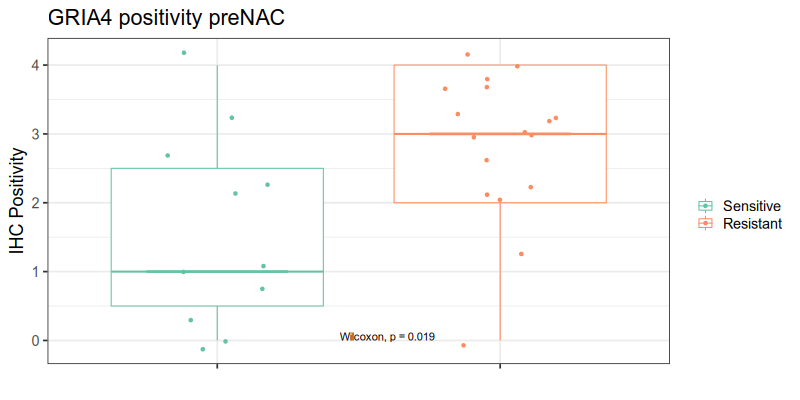 GRIA4 positivity preNAC
IHC Positivity
4
3
2
1
0
Wilcoxon, p = 0.019
Sensitive
Resistant